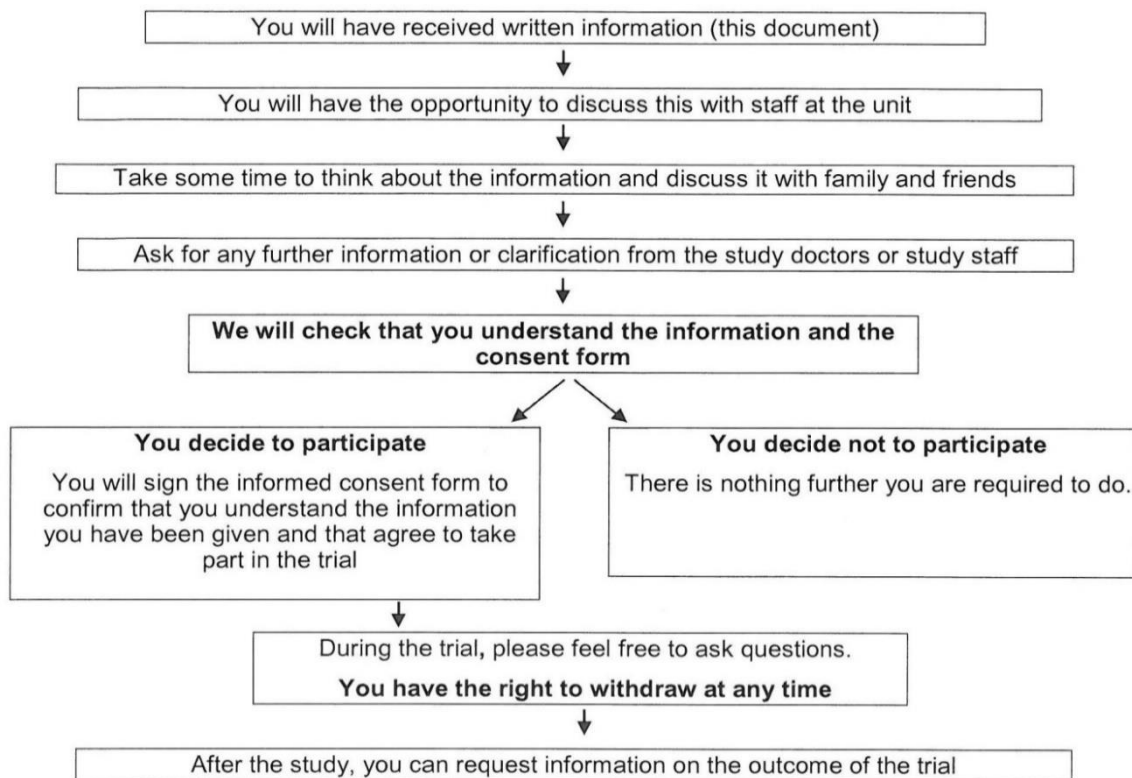 You will have received written information (this document)
You will have the opportunity to discuss this with staff at the unit
Take some time to think about the information and discuss it with family and friends
Ask for any further information or clarification from the study doctors or study staff
We will check that you understand the information and the
consent form
You decide to participate
You will sign the informed consent form to
confirm that you understand the information
you have been given and that agree to take
part in the trial
You decide not to participate
There is nothing further you are required to do.
During the trial, please feel free to ask questions.
You have the right to withdraw at any time
After the study, you can request information on the outcome of the trial